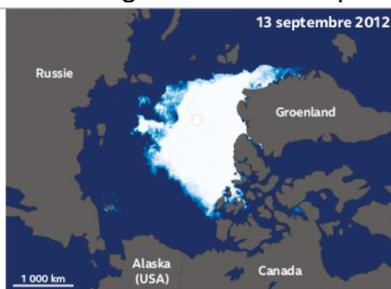 13 septembre 2012
Russie
Groenland
Alaska
(USA)
Canada
1 000 km